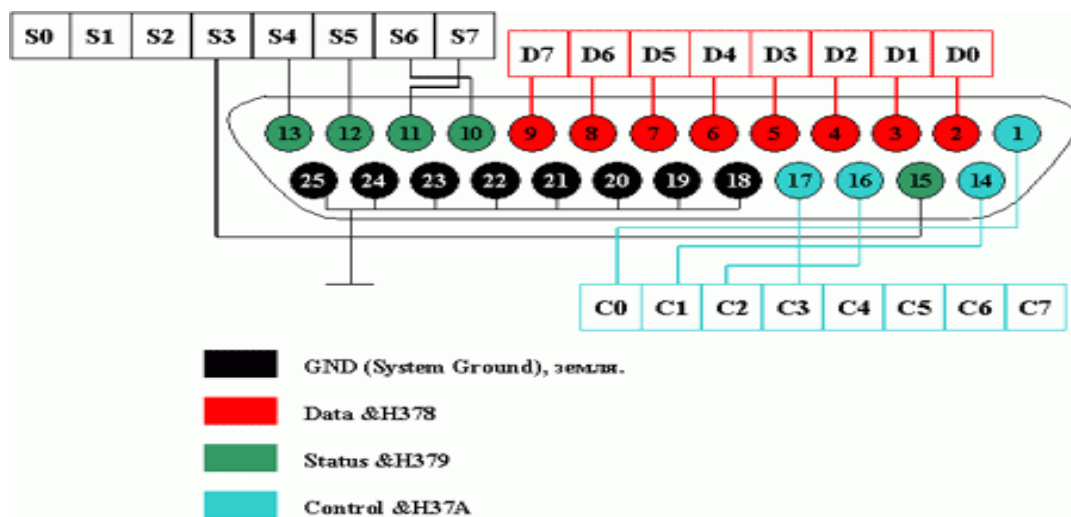 S0 S1 S2 S3 S4 S5 S6 S7
D7 D6 D5 D4 D3 D2 D1 D0
13 12 11 10 9 8 7 6 5 4 3 2 1
25 24 23 22 21 20 19 18 17 16 15 14
C0 C1 C2 C3 C4 C5 C6 C7
GND (System Ground), земля.
Data &H378
Status &H379
Control &H37A